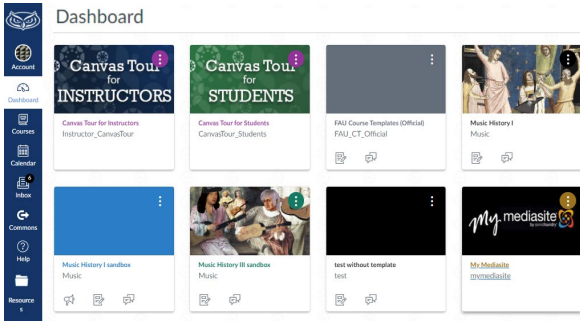 Dashboard
Account
Dashboard
Courses
Calendar
6
Inbox
Commons
?
Help
Resource
s
Canvas Tour
for
INSTRUCTORS
Canvas Tour for Instructors
Instructor_CanvasTour
Canvas Tour
for
STUDENTS
Canvas Tour for Students
CanvasTour_Students
FAU Course Templates (Official)
FAU_CT_Official
Music History I
Music
Music History I sandbox
Music
Music History III sandbox
Music
test without template
test
My mediasite
by sonicfoundry
My Mediasite
mymediasite